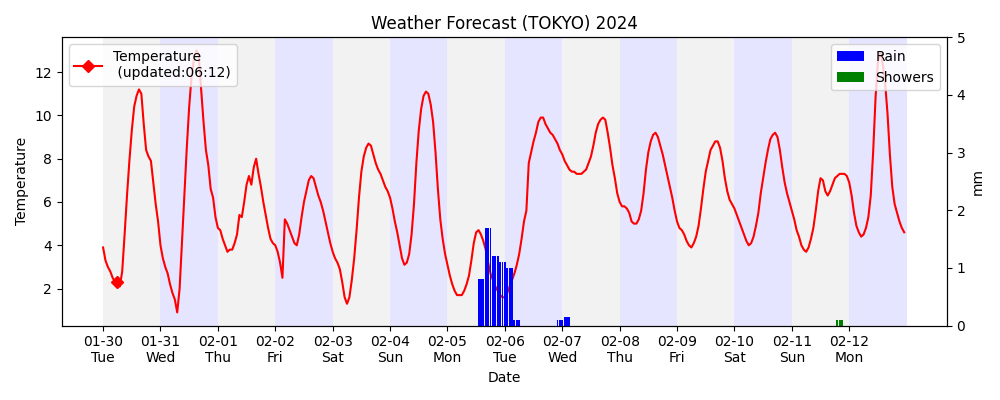 Weather Forecast (TOKYO) 2024
Temperature
(updated:06:12)
Rain
Showers
Temperature
12
10
8
6
4
2
5
4
3
2
1
0
mm
01-30 01-31 02-01 02-02 02-03 02-04 02-05 02-06 02-07 02-08 02-09 02-10 02-11 02-12
Tue Wed Thu Fri Sat Sun Mon Tue Wed Thu Fri Sat Sun Mon
Date